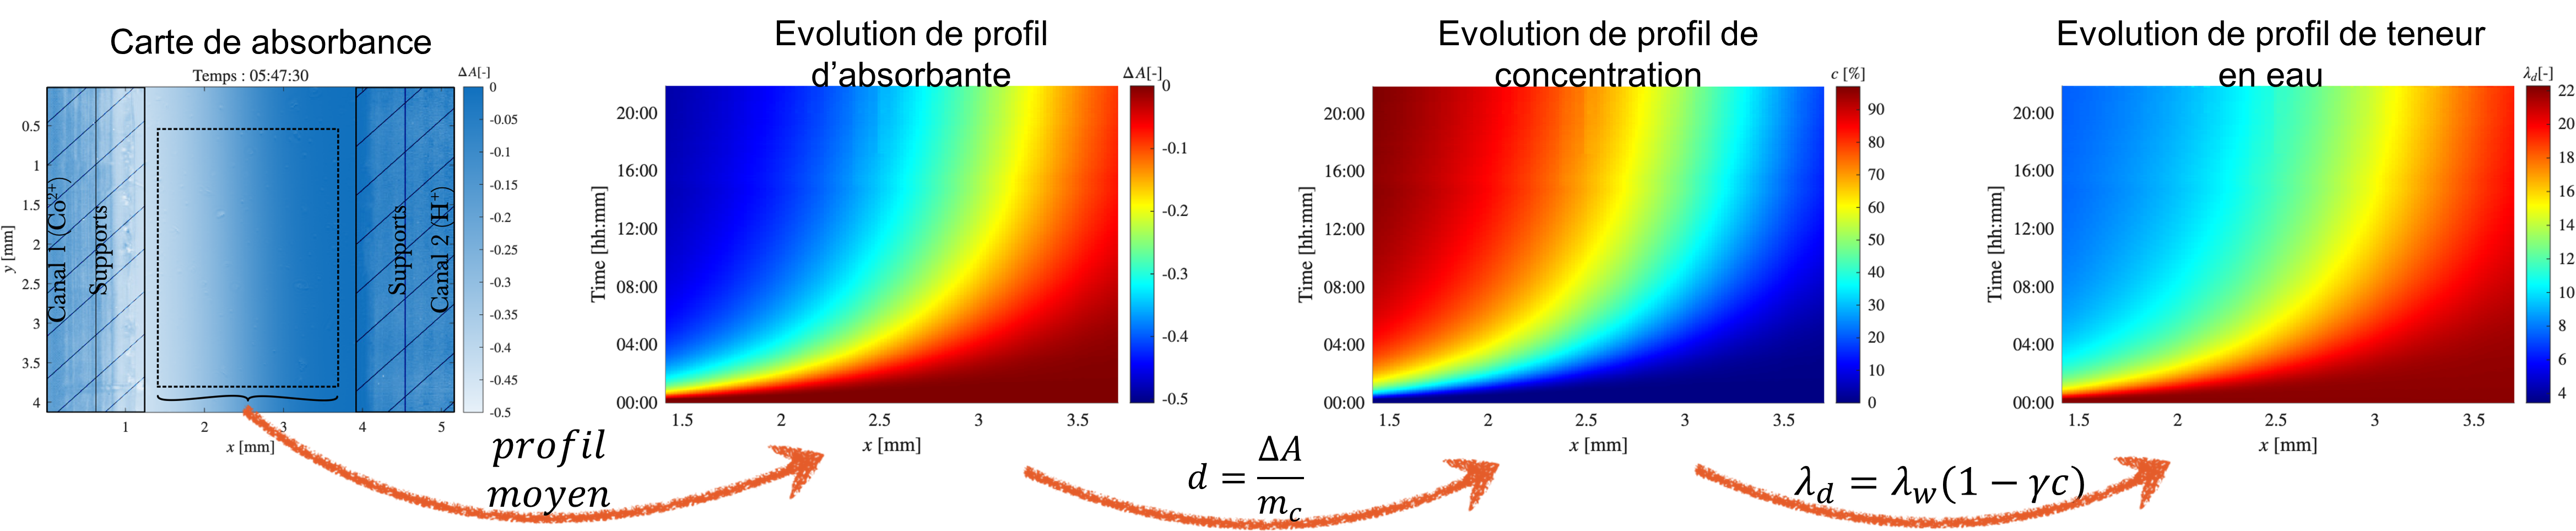 Carte de absorbance
Temps : 05:47:30
ΔA[-]
0
-0.05
-0.1
-0.15
-0.2
-0.25
-0.3
-0.35
-0.4
-0.45
-0.5
0.5
1
1.5
2
2.5
3
3.5
4
y [mm]
Canal 1 (Co²⁺)
Supports
Supports
Canal 2 (H⁺)
1
2
3
4
5
x [mm]
profil
moyen
Evolution de profil
d’absorbante
ΔA[-]
0
-0.1
-0.2
-0.3
-0.4
-0.5
20:00
16:00
12:00
08:00
04:00
00:00
Time [hh:mm]
1.5
2
2.5
3
3.5
x [mm]
d = ΔA/m_c
Evolution de profil de
concentration
c [%]
90
80
70
60
50
40
30
20
10
0
20:00
16:00
12:00
08:00
04:00
00:00
Time [hh:mm]
1.5
2
2.5
3
3.5
x [mm]
λ_d = λ_w(1 − γc)
Evolution de profil de teneur
en eau
λ_d[-]
22
20
18
16
14
12
10
8
6
4
20:00
16:00
12:00
08:00
04:00
00:00
Time [hh:mm]
1.5
2
2.5
3
3.5
x [mm]